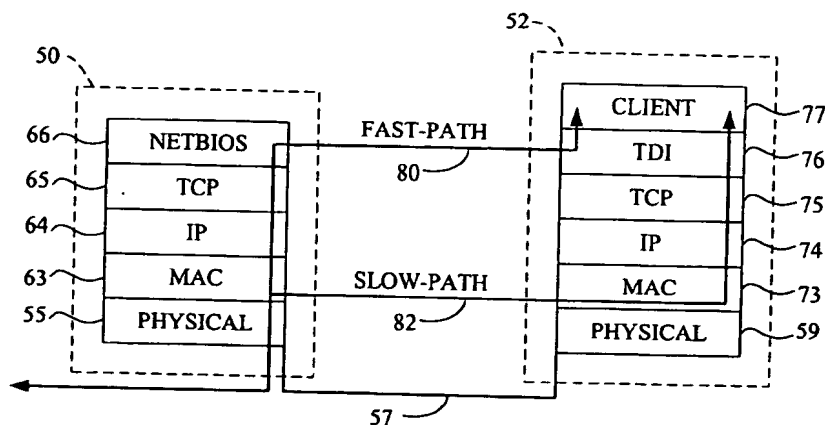 50
52
66
NETBIOS
FAST-PATH
80
CLIENT
77
65
TCP
TDI
76
64
IP
TCP
75
63
MAC
SLOW-PATH
82
IP
74
55
PHYSICAL
MAC
73
PHYSICAL
59
57